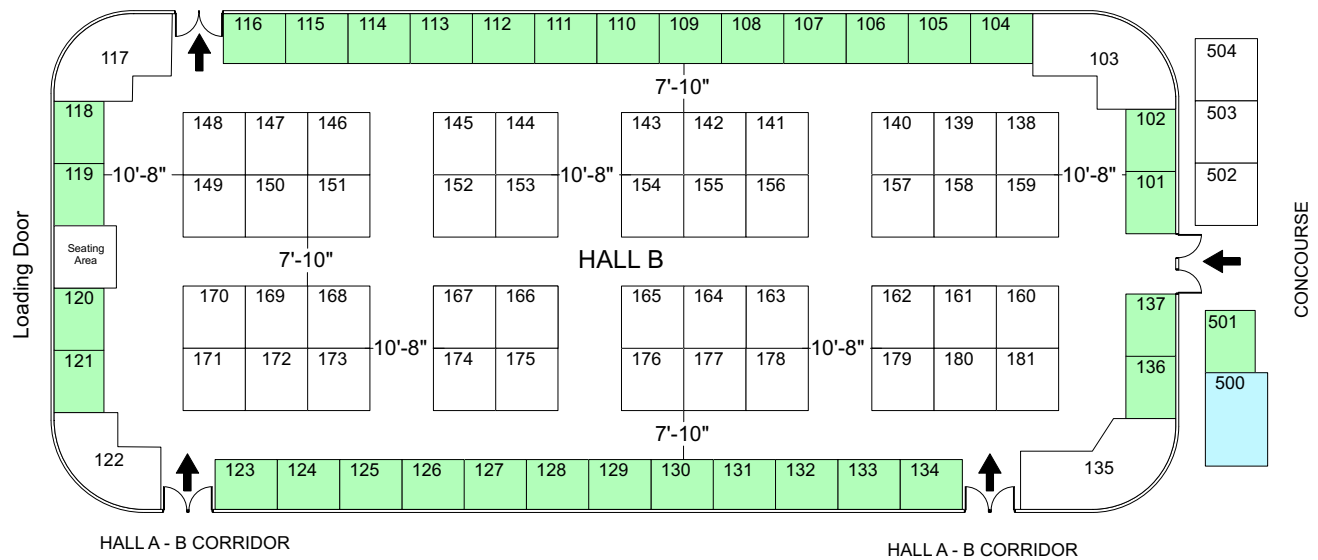 116 115 114 113 112 111 110 109 108 107 106 105 104
117
103
504
7'-10"
118
148 147 146
145 144
143 142 141
140 139 138
102
503
119
10'-8"
10'-8"
10'-8"
101
502
149 150 151
152 153
154 155 156
157 158 159
Loading Door
Seating
Area
7'-10"
HALL B
CONCOURSE
120
170 169 168
167 166
165 164 163
162 161 160
137
501
121
171 172 173
10'-8"
174 175
176 177 178
10'-8"
179 180 181
136
500
7'-10"
122
123 124 125 126 127 128 129 130 131 132 133 134
135
HALL A - B CORRIDOR
HALL A - B CORRIDOR